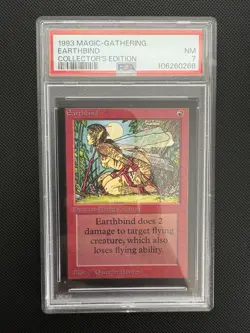 1993 MAGIC-GATHERING NM
EARTHBIND 7
COLLECTOR'S EDITION PSA 106260266
Earthbind
Earthbind does 2
damage to target flying
creature, which also
loses flying ability.